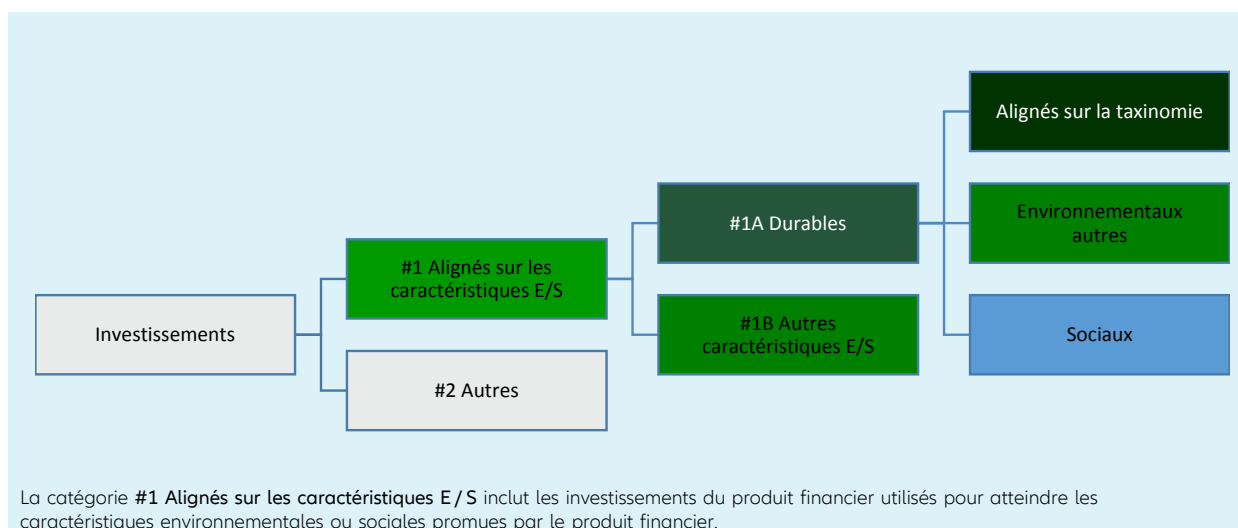 Alignés sur la taxinomie
#1A Durables
Environnementaux
autres
#1 Alignés sur les
caractéristiques E/S
Investissements
#1B Autres
caractéristiques E/S
Sociaux
#2 Autres
La catégorie #1 Alignés sur les caractéristiques E / S inclut les investissements du produit financier utilisés pour atteindre les
caractéristiques environnementales ou sociales promues par le produit financier.